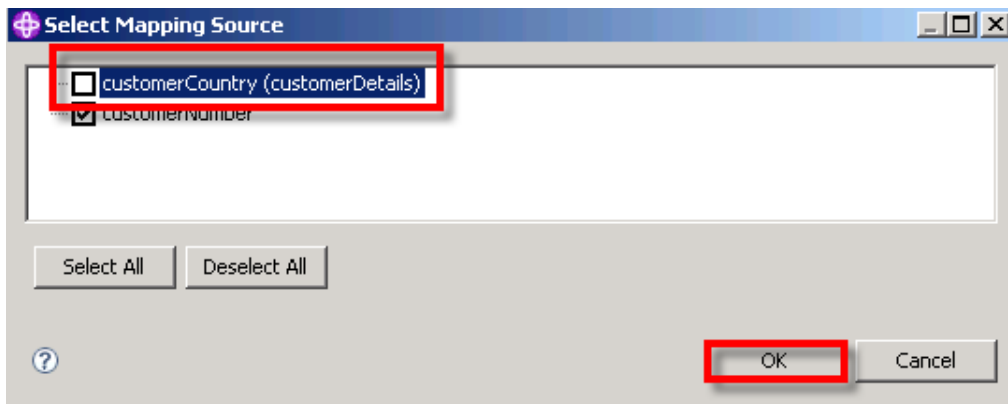 Select Mapping Source
customerCountry (customerDetails)
customerNumber
Select All Deselect All
? OK Cancel